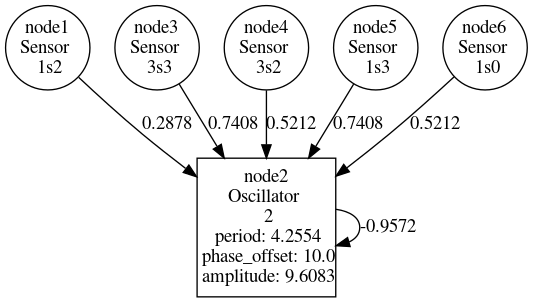 node1
Sensor
1s2
node3
Sensor
3s3
node4
Sensor
3s2
node5
Sensor
1s3
node6
Sensor
1s0
0.2878
0.7408
0.5212
0.7408
0.5212
node2
Oscillator
2
period: 4.2554
phase_offset: 10.0
amplitude: 9.6083
-0.9572